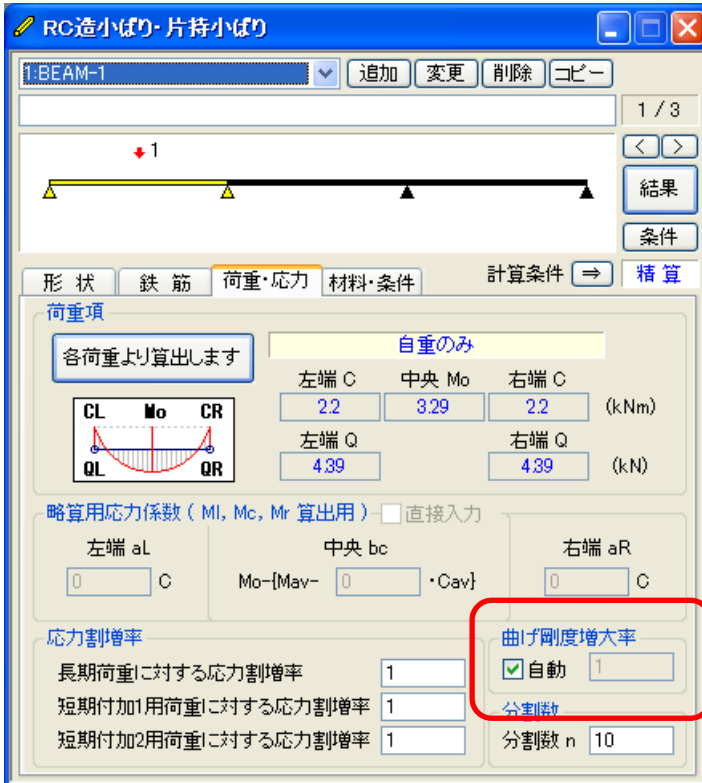 RC造小ばり・片持小ばり
1:BEAM-1 追加 変更 削除 コピー
1 / 3
1
< >
結果
条件
形 状 鉄 筋 荷重・応力 材料・条件 計算条件 ⇒ 精 算
荷重項
各荷重より算出します 自重のみ
左端 C 中央 Mo 右端 C
2.2 3.29 2.2 (kNm)
CL Mo CR
左端 Q 右端 Q
4.39 4.39 (kN)
QL QR
略算用応力係数 ( Ml, Mc, Mr 算出用 ) 直接入力
左端 aL 中央 bc 右端 aR
0 C Mo-{Mav- 0 ・Cav} 0 C
応力割増率 曲げ剛度増大率
長期荷重に対する応力割増率 1 自動 1
短期付加1用荷重に対する応力割増率 1 分割数
短期付加2用荷重に対する応力割増率 1 分割数 n 10